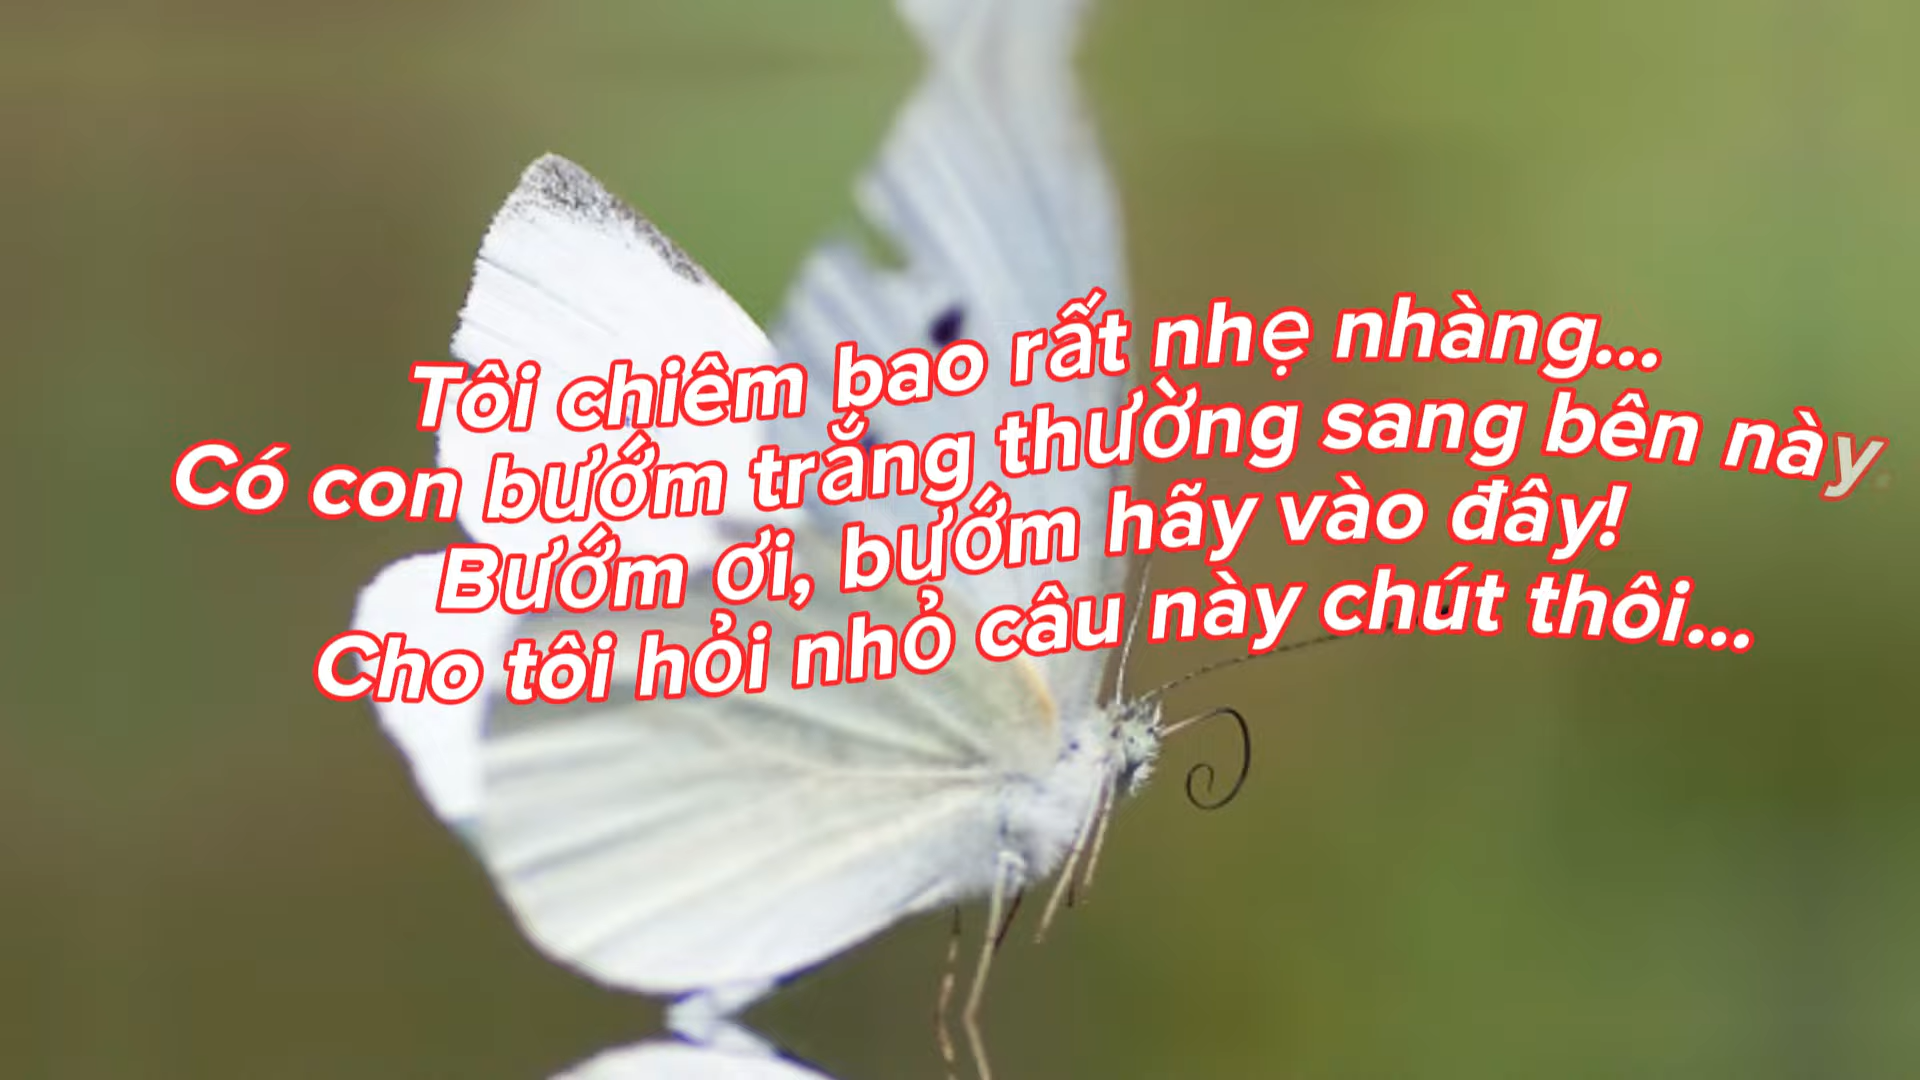 Tôi chiêm bao rất nhẹ nhàng...
Có con bướm trắng thường sang bên này.
Bướm ơi, bướm hãy vào đây!
Cho tôi hỏi nhỏ câu này chút thôi...